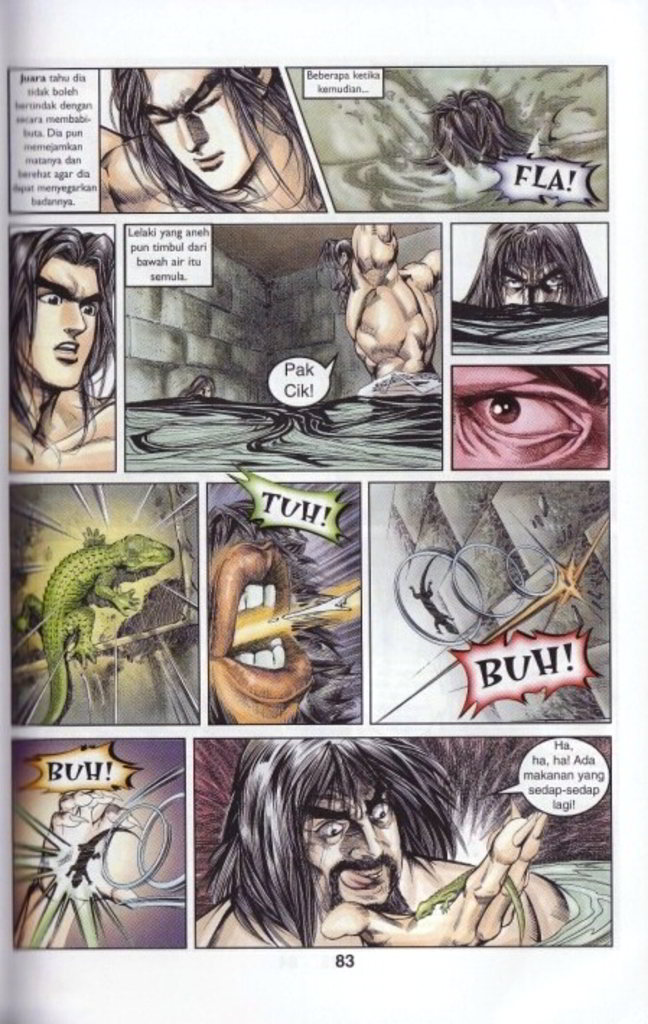 Juara tahu dia
tidak boleh
bertindak dengan
secara membabi-
buta. Dia pun
memejamkan
matanya dan
berehat agar dia
dapat menyegarkan
badannya.
Beberapa ketika
kemudian...
FLA!
Lelaki yang aneh
pun timbul dari
bawah air itu
semula.
Pak
Cik!
TUH!
BUH!
BUH!
Ha,
ha, ha! Ada
makanan yang
sedap-sedap
lagi!
83